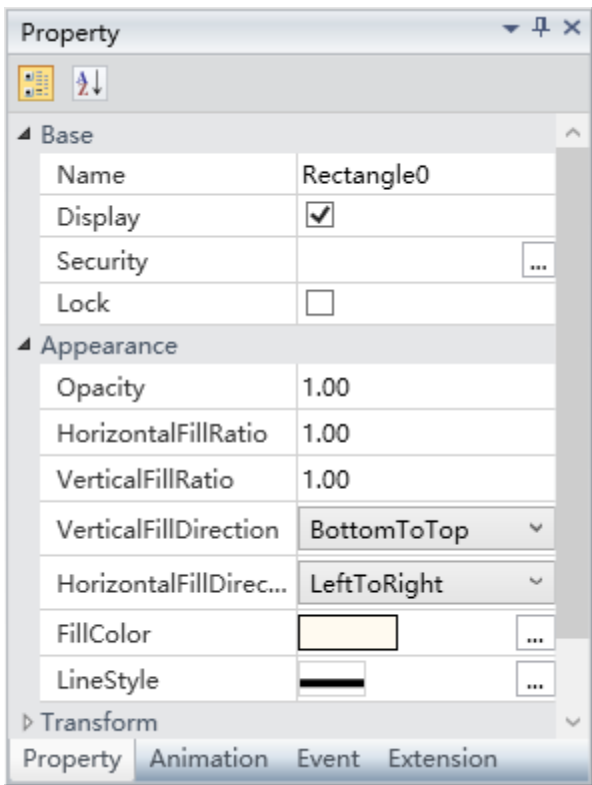 Property
Base
Name Rectangle0
Display
Security ...
Lock
Appearance
Opacity 1.00
HorizontalFillRatio 1.00
VerticalFillRatio 1.00
VerticalFillDirection BottomToTop
HorizontalFillDirec... LeftToRight
FillColor ...
LineStyle ...
Transform
Property Animation Event Extension